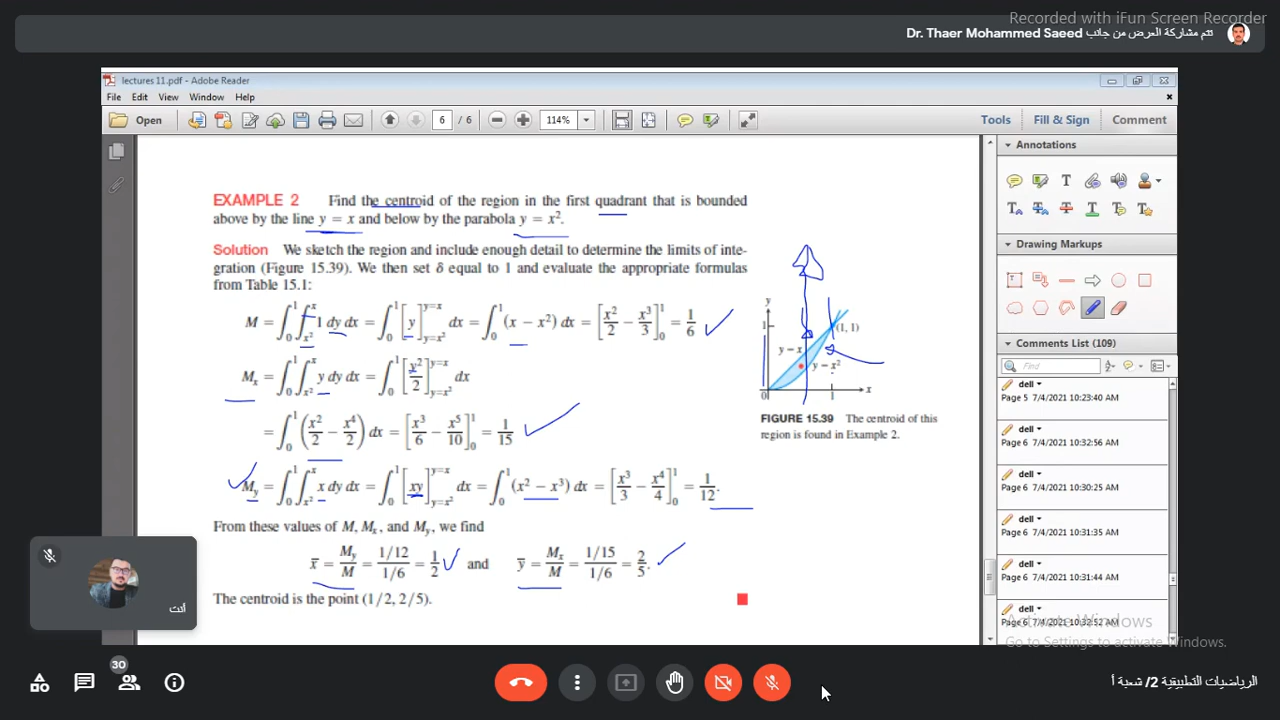 Recorded with iFun Screen Recorder
Dr. Thaer Mohammed Saeed تتم مشاركة العرض من جانب
lectures 11.pdf - Adobe Reader
File Edit View Window Help
Open 6 / 6 114% Tools Fill & Sign Comment
EXAMPLE 2 Find the centroid of the region in the first quadrant that is bounded
above by the line y = x and below by the parabola y = x².
Solution We sketch the region and include enough detail to determine the limits of inte-
gration (Figure 15.39). We then set δ equal to 1 and evaluate the appropriate formulas
from Table 15.1:
M = ∫₀¹ ∫ₓ²ˣ 1 dy dx = ∫₀¹ [y]y=x²^y=x dx = ∫₀¹ (x − x²) dx = [x²/2 − x³/3]₀¹ = 1/6
Mₓ = ∫₀¹ ∫ₓ²ˣ y dy dx = ∫₀¹ [y²/2]y=x²^y=x dx
= ∫₀¹ (x²/2 − x⁴/2) dx = [x³/6 − x⁵/10]₀¹ = 1/15
My = ∫₀¹ ∫ₓ²ˣ x dy dx = ∫₀¹ [xy]y=x²^y=x dx = ∫₀¹ (x² − x³) dx = [x³/3 − x⁴/4]₀¹ = 1/12.
From these values of M, Mₓ, and My, we find
x̄ = My/M = (1/12)/(1/6) = 1/2 and ȳ = Mₓ/M = (1/15)/(1/6) = 2/5.
The centroid is the point (1/2, 2/5).
y
1
(1, 1)
y = x
y = x²
0 1 x
FIGURE 15.39 The centroid of this
region is found in Example 2.
Annotations
Drawing Markups
Comments List (109)
Find
dell
Page 5 7/4/2021 10:23:40 AM
dell
Page 6 7/4/2021 10:32:56 AM
dell
Page 6 7/4/2021 10:30:25 AM
dell
Page 6 7/4/2021 10:31:35 AM
dell
Page 6 7/4/2021 10:31:44 AM
dell
Page 6 7/4/2021 10:32:52 AM
Activate Windows
Go to Settings to activate Windows.
أنت
30
الرياضيات التطبيقية 2/ شعبة أ